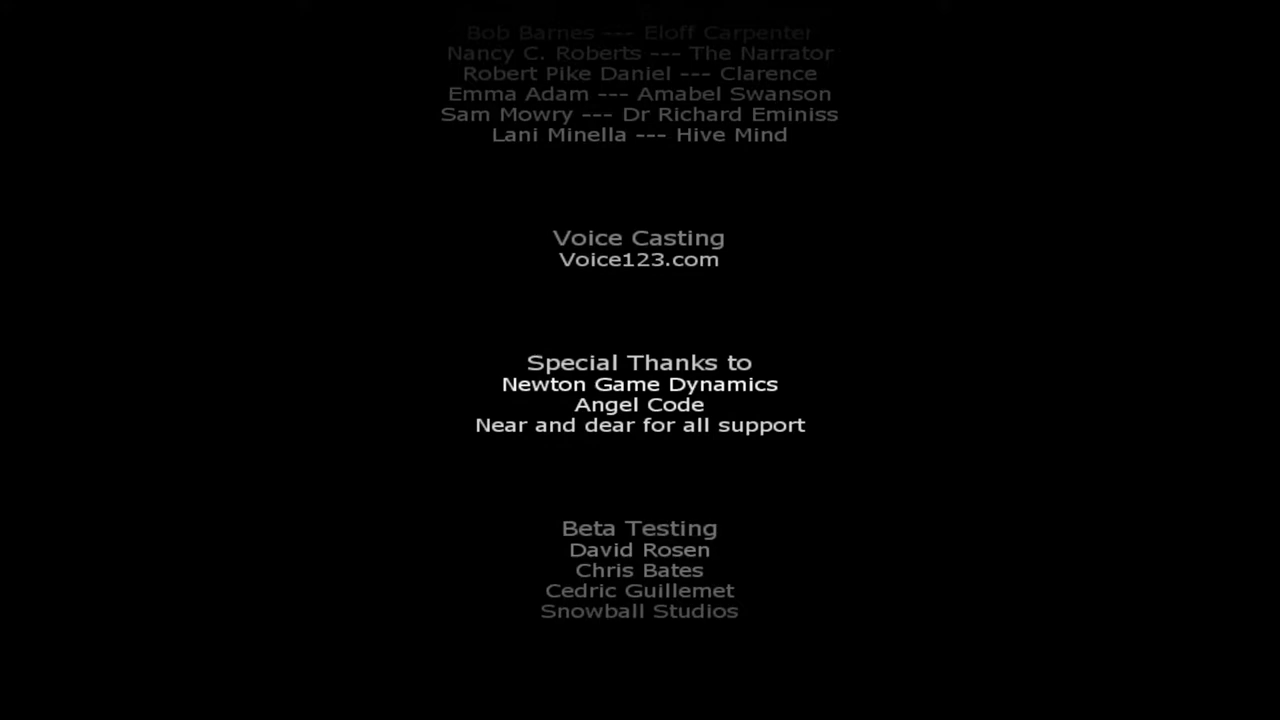 Bob Barnes --- Eloff Carpenter
Nancy C. Roberts --- The Narrator
Robert Pike Daniel --- Clarence
Emma Adam --- Amabel Swanson
Sam Mowry --- Dr Richard Eminiss
Lani Minella --- Hive Mind
Voice Casting
Voice123.com
Special Thanks to
Newton Game Dynamics
Angel Code
Near and dear for all support
Beta Testing
David Rosen
Chris Bates
Cedric Guillemet
Snowball Studios